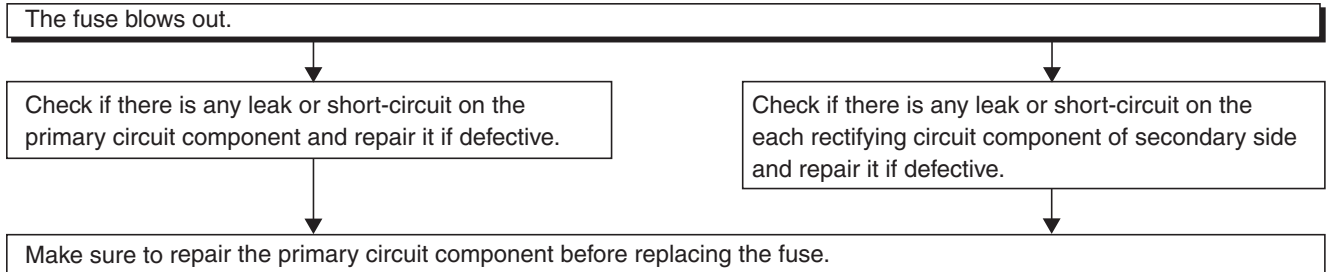 The fuse blows out.
Check if there is any leak or short-circuit on the
primary circuit component and repair it if defective.
Check if there is any leak or short-circuit on the
each rectifying circuit component of secondary side
and repair it if defective.
Make sure to repair the primary circuit component before replacing the fuse.